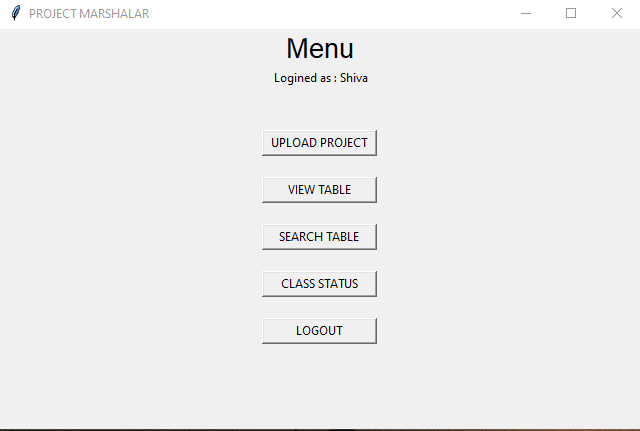 PROJECT MARSHALAR
Menu
Logined as : Shiva
UPLOAD PROJECT
VIEW TABLE
SEARCH TABLE
CLASS STATUS
LOGOUT